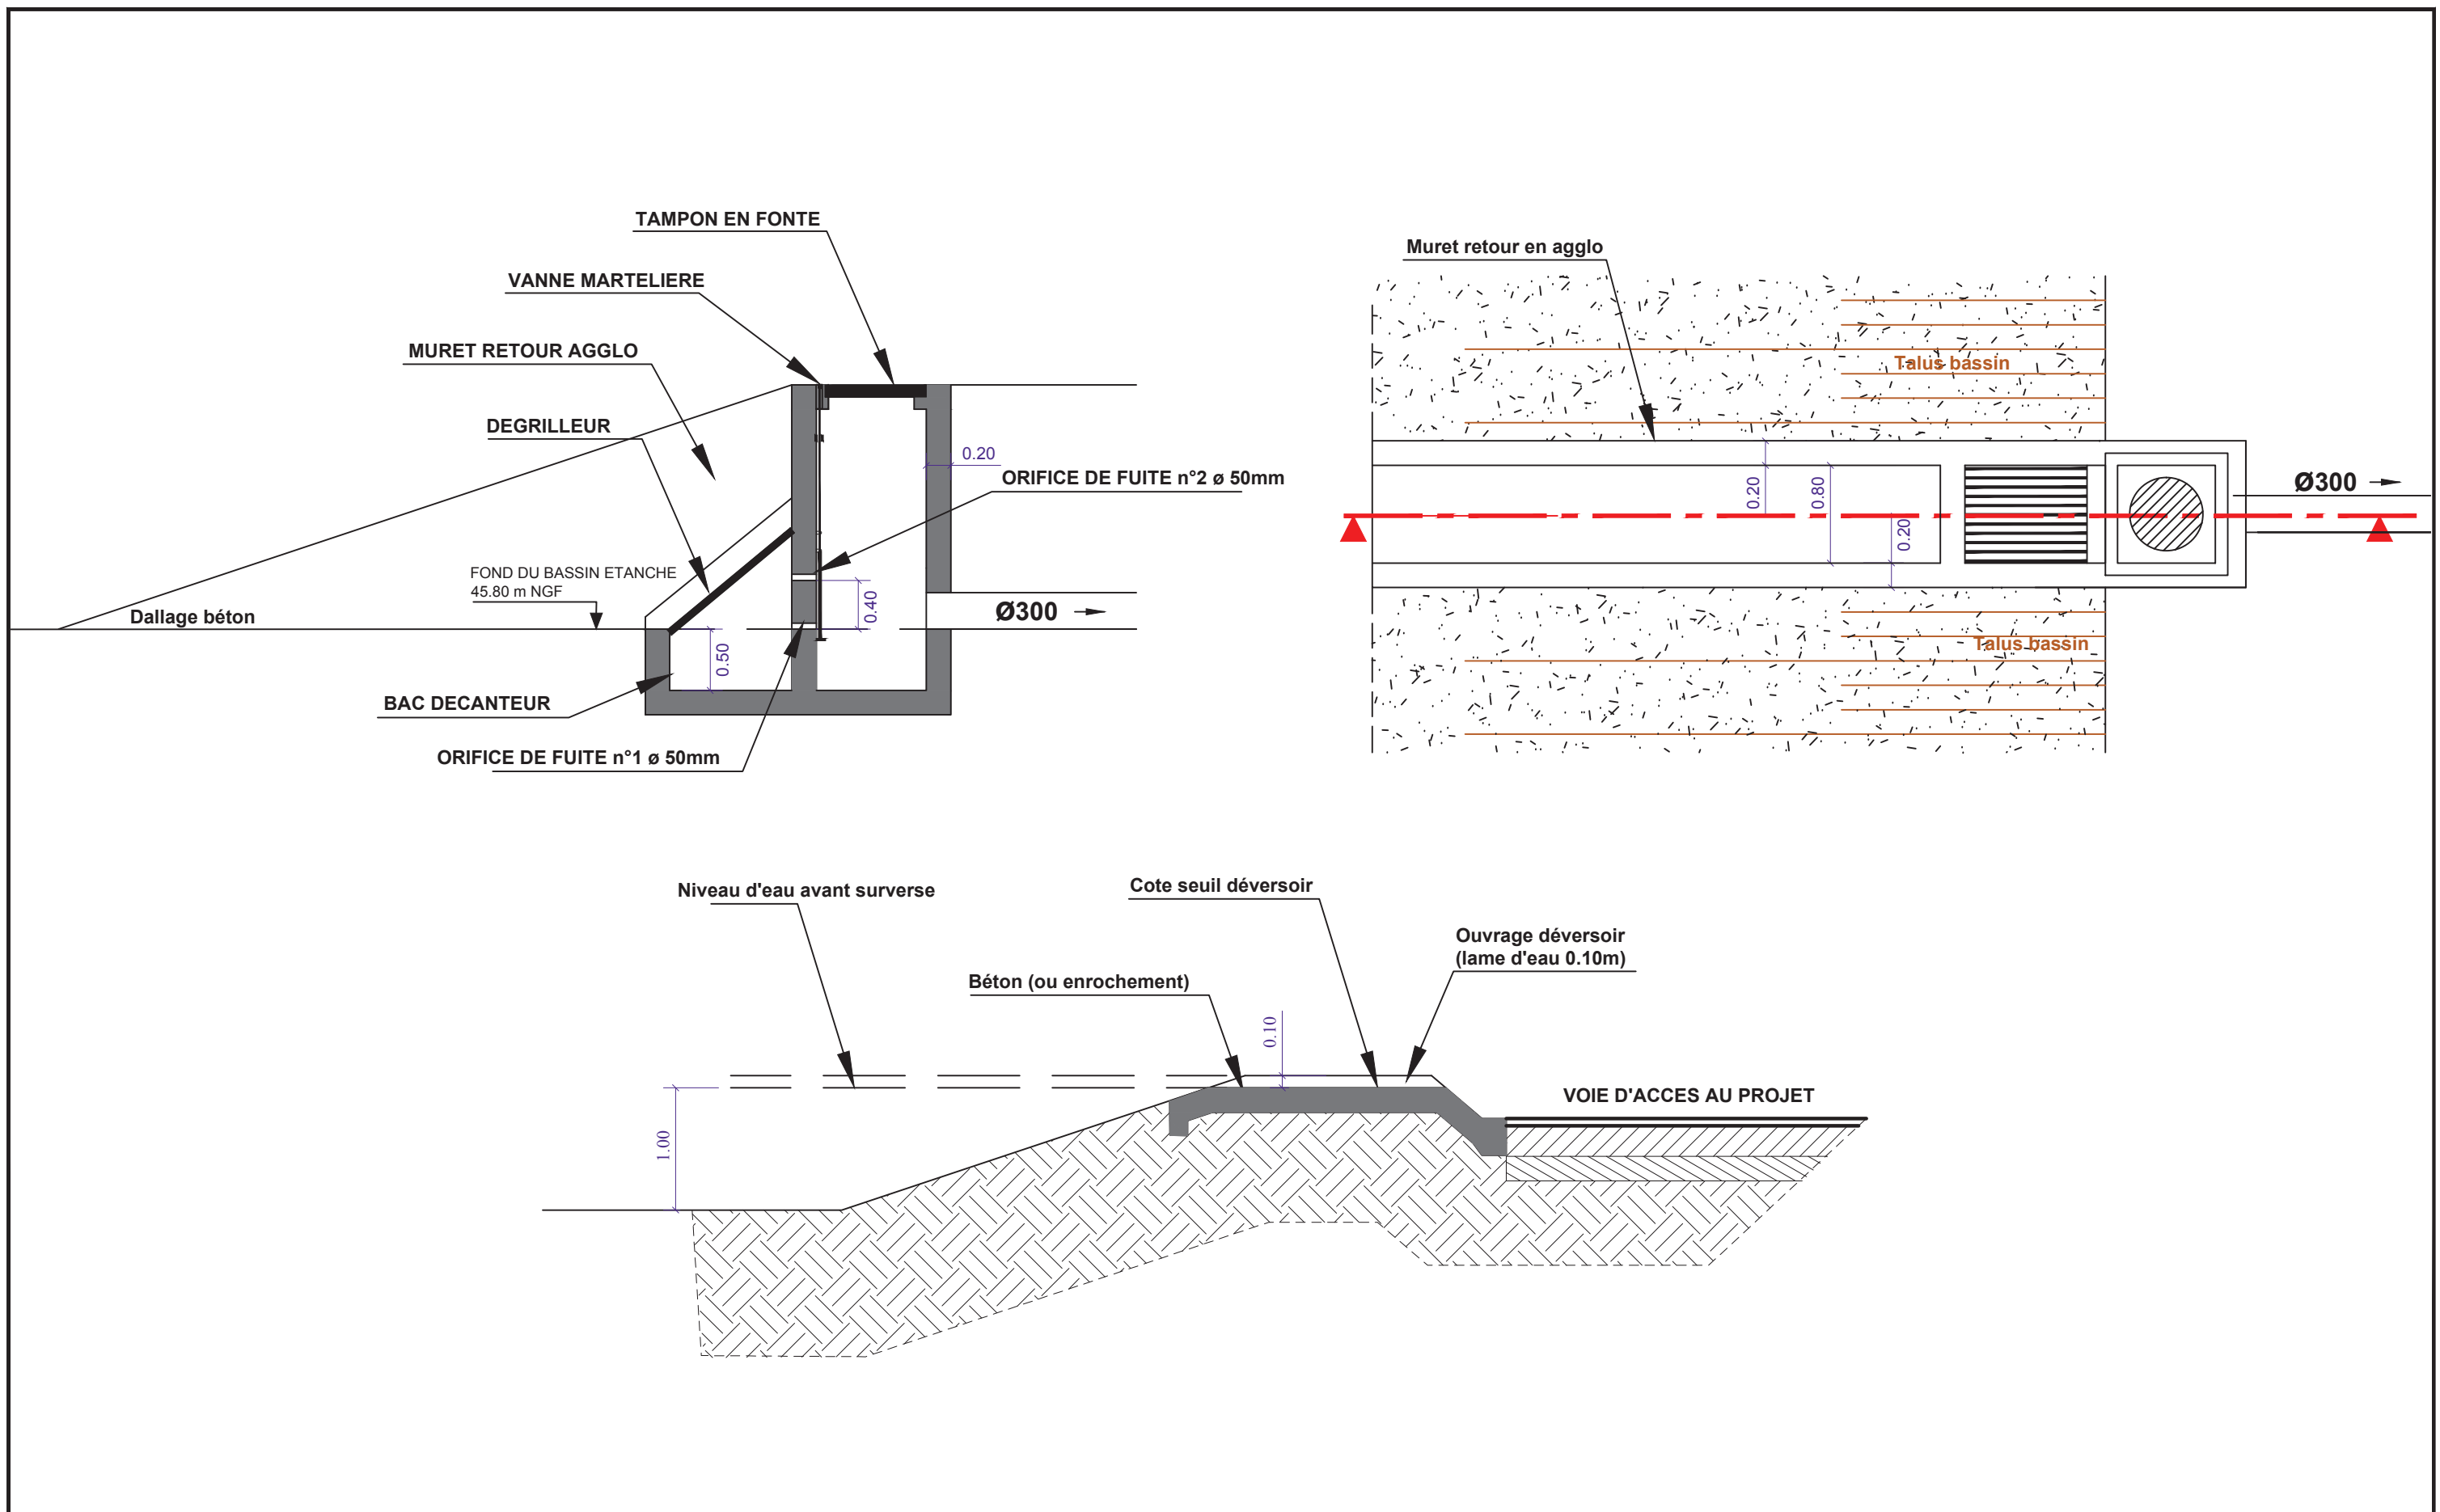 TAMPON EN FONTE
VANNE MARTELIERE
MURET RETOUR AGGLO
DEGRILLEUR
0.20
ORIFICE DE FUITE n°2 ø 50mm
FOND DU BASSIN ETANCHE
45.80 m NGF
Dallage béton
0.40
Ø300
0.50
BAC DECANTEUR
ORIFICE DE FUITE n°1 ø 50mm
Muret retour en agglo
Talus bassin
0.20
0.80
0.20
Ø300
Talus bassin
Niveau d'eau avant surverse
Cote seuil déversoir
Ouvrage déversoir
(lame d'eau 0.10m)
Béton (ou enrochement)
0.10
1.00
VOIE D'ACCES AU PROJET